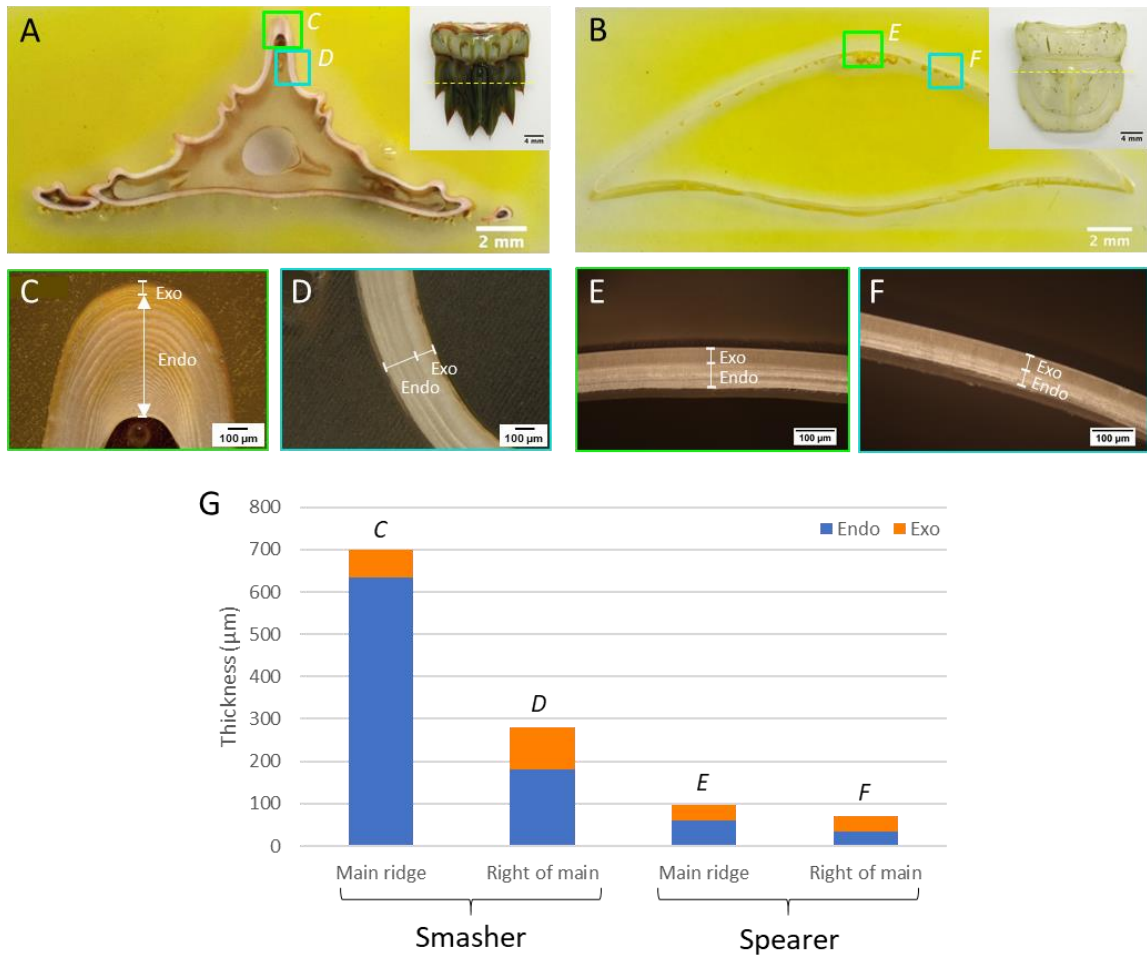 A
C
D
4 mm
2 mm
B
E
F
4 mm
2 mm
C
Exo
Endo
100 µm
D
Exo
Endo
100 µm
E
Exo
Endo
100 µm
F
Exo
Endo
100 µm
G
Thickness (µm)
800
700
600
500
400
300
200
100
0
Endo
Exo
C
D
E
F
Main ridge
Right of main
Main ridge
Right of main
Smasher
Spearer